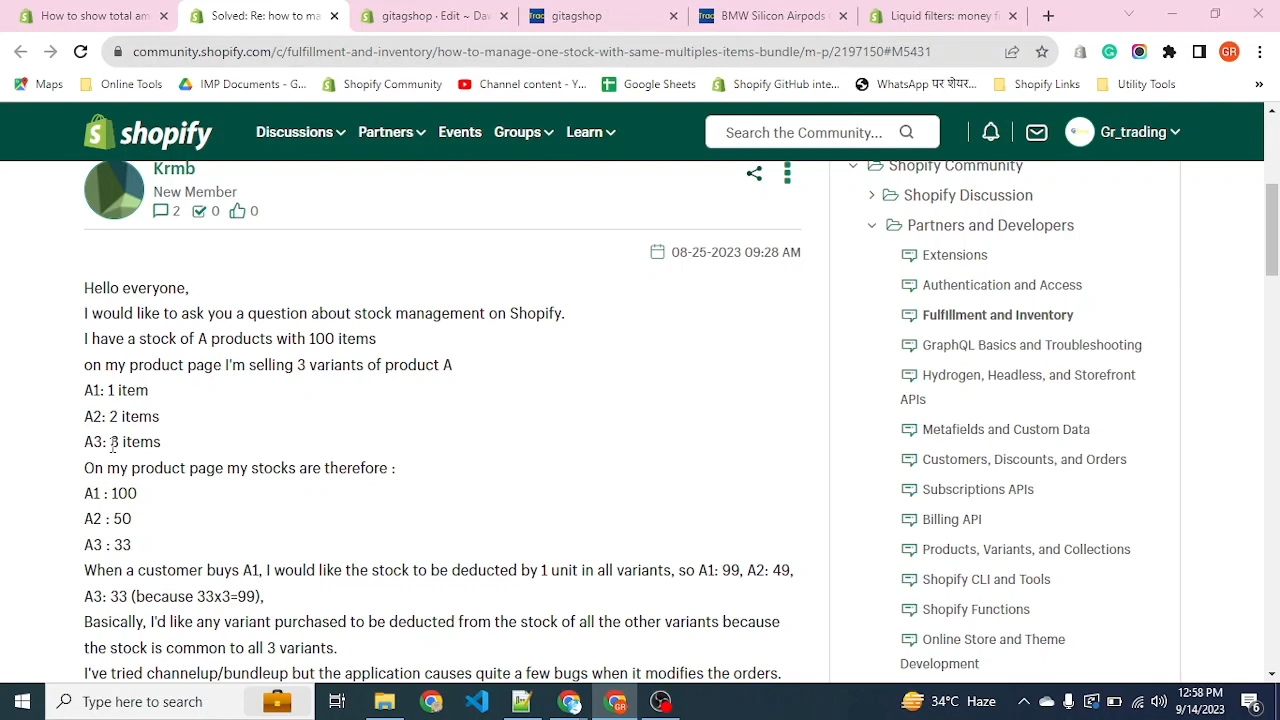 How to show total am
Solved: Re: how to ma
gitagshop - Edit ~ Da
gitagshop
BMW Silicon Airpods
Liquid filters: money f
community.shopify.com/c/fulfillment-and-inventory/how-to-manage-one-stock-with-same-multiples-items-bundle/m-p/2197150#M5431
GR
Maps
Online Tools
IMP Documents - G...
Shopify Community
Channel content - Y...
Google Sheets
Shopify GitHub inte...
WhatsApp पर शेयर...
Shopify Links
Utility Tools
»
shopify
Discussions
Partners
Events
Groups
Learn
Search the Community...
Gr_trading
Krmb
New Member
2 0 0
08-25-2023 09:28 AM
Hello everyone,
I would like to ask you a question about stock management on Shopify.
I have a stock of A products with 100 items
on my product page I'm selling 3 variants of product A
A1: 1 item
A2: 2 items
A3: 3 items
On my product page my stocks are therefore :
A1 : 100
A2 : 50
A3 : 33
When a customer buys A1, I would like the stock to be deducted by 1 unit in all variants, so A1: 99, A2: 49,
A3: 33 (because 33x3=99),
Basically, I'd like any variant purchased to be deducted from the stock of all the other variants because
the stock is common to all 3 variants.
I've tried channelup/bundleup but the application causes quite a few bugs when it modifies the orders.
Shopify Community
Shopify Discussion
Partners and Developers
Extensions
Authentication and Access
Fulfillment and Inventory
GraphQL Basics and Troubleshooting
Hydrogen, Headless, and Storefront
APIs
Metafields and Custom Data
Customers, Discounts, and Orders
Subscriptions APIs
Billing API
Products, Variants, and Collections
Shopify CLI and Tools
Shopify Functions
Online Store and Theme
Development
Type here to search
GR
34°C Haze
12:58 PM
9/14/2023
6